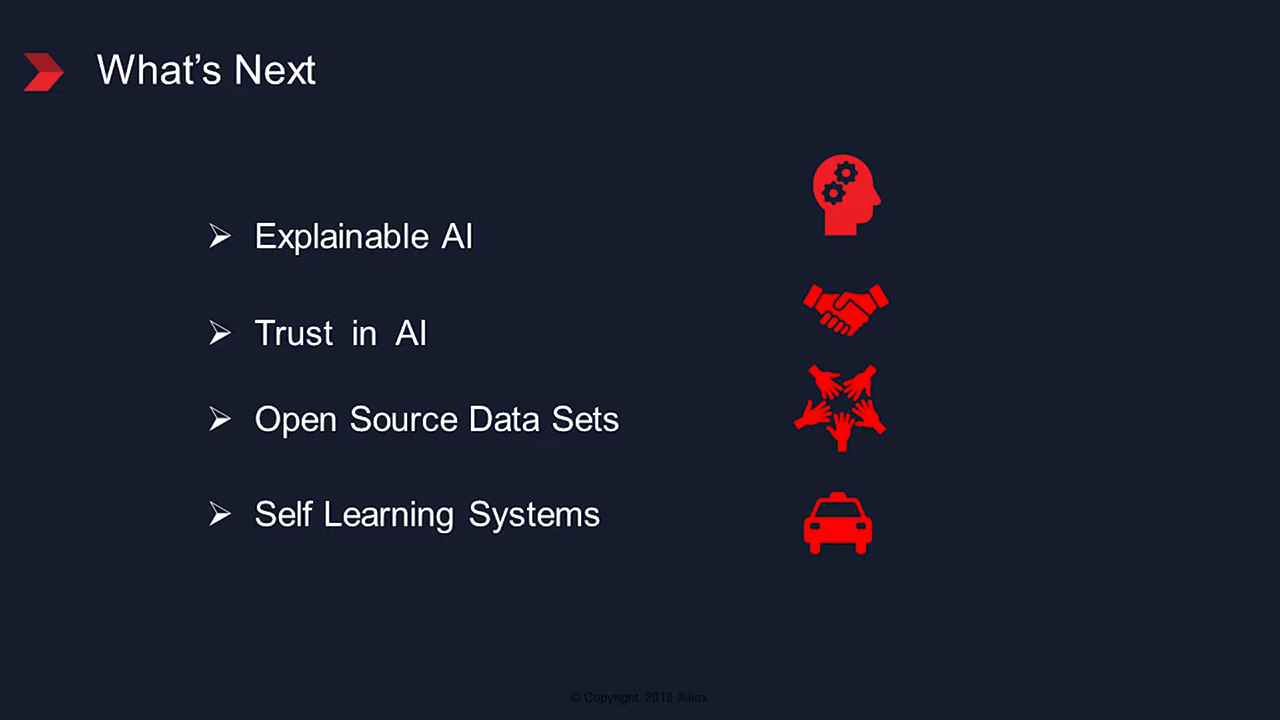 What’s Next
Explainable AI
Trust in AI
Open Source Data Sets
Self Learning Systems
© Copyright 2018 Xilinx